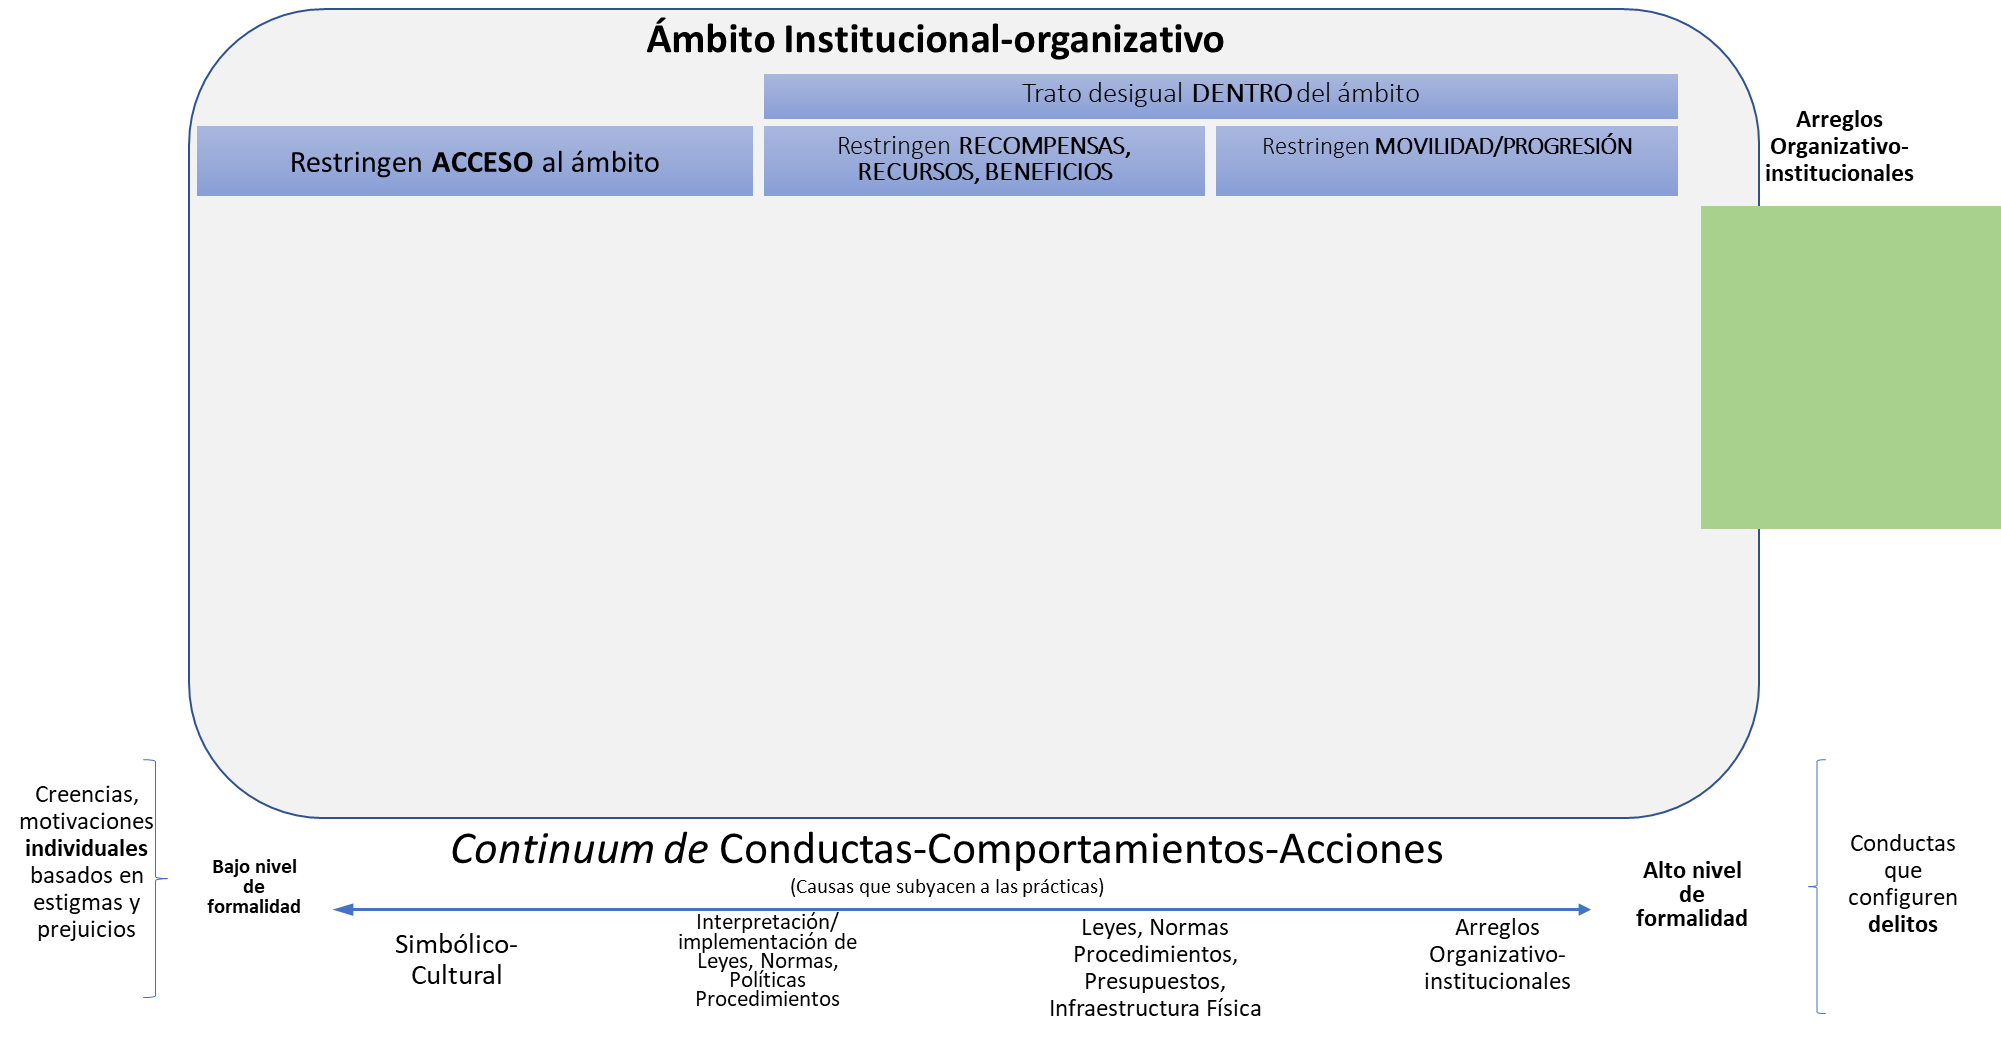 Ámbito Institucional-organizativo
Trato desigual DENTRO del ámbito
Restringen ACCESO al ámbito
Restringen RECOMPENSAS,
RECURSOS, BENEFICIOS
Restringen MOVILIDAD/PROGRESIÓN
Arreglos
Organizativo-
institucionales
Creencias,
motivaciones
individuales
basados en
estigmas y
prejuicios
Bajo nivel
de
formalidad
Continuum de Conductas-Comportamientos-Acciones
(Causas que subyacen a las prácticas)
Simbólico-
Cultural
Interpretación/
implementación de
Leyes, Normas,
Políticas
Procedimientos
Leyes, Normas
Procedimientos,
Presupuestos,
Infraestructura Física
Arreglos
Organizativo-
institucionales
Alto nivel
de
formalidad
Conductas
que
configuren
delitos